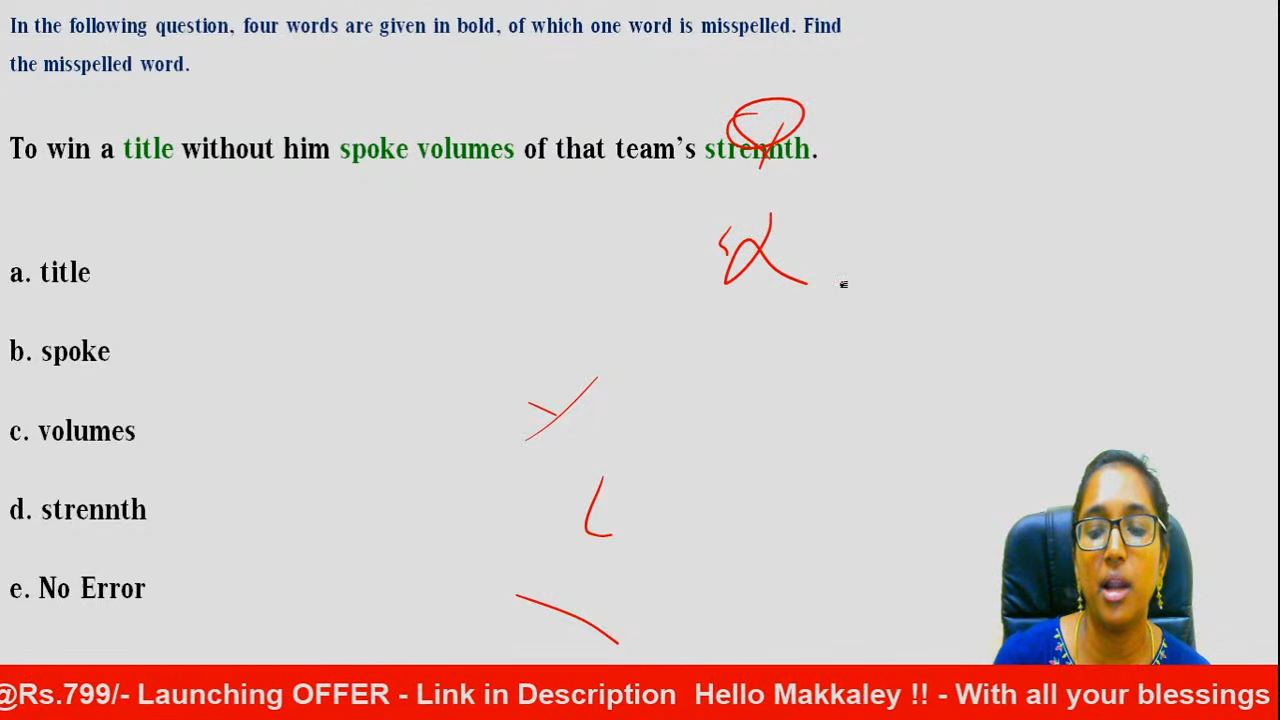 In the following question, four words are given in bold, of which one word is misspelled. Find
the misspelled word.
To win a title without him spoke volumes of that team's strennth.
a. title
b. spoke
c. volumes
d. strennth
e. No Error
@Rs.799/- Launching OFFER - Link in Description Hello Makkaley !! - With all your blessings